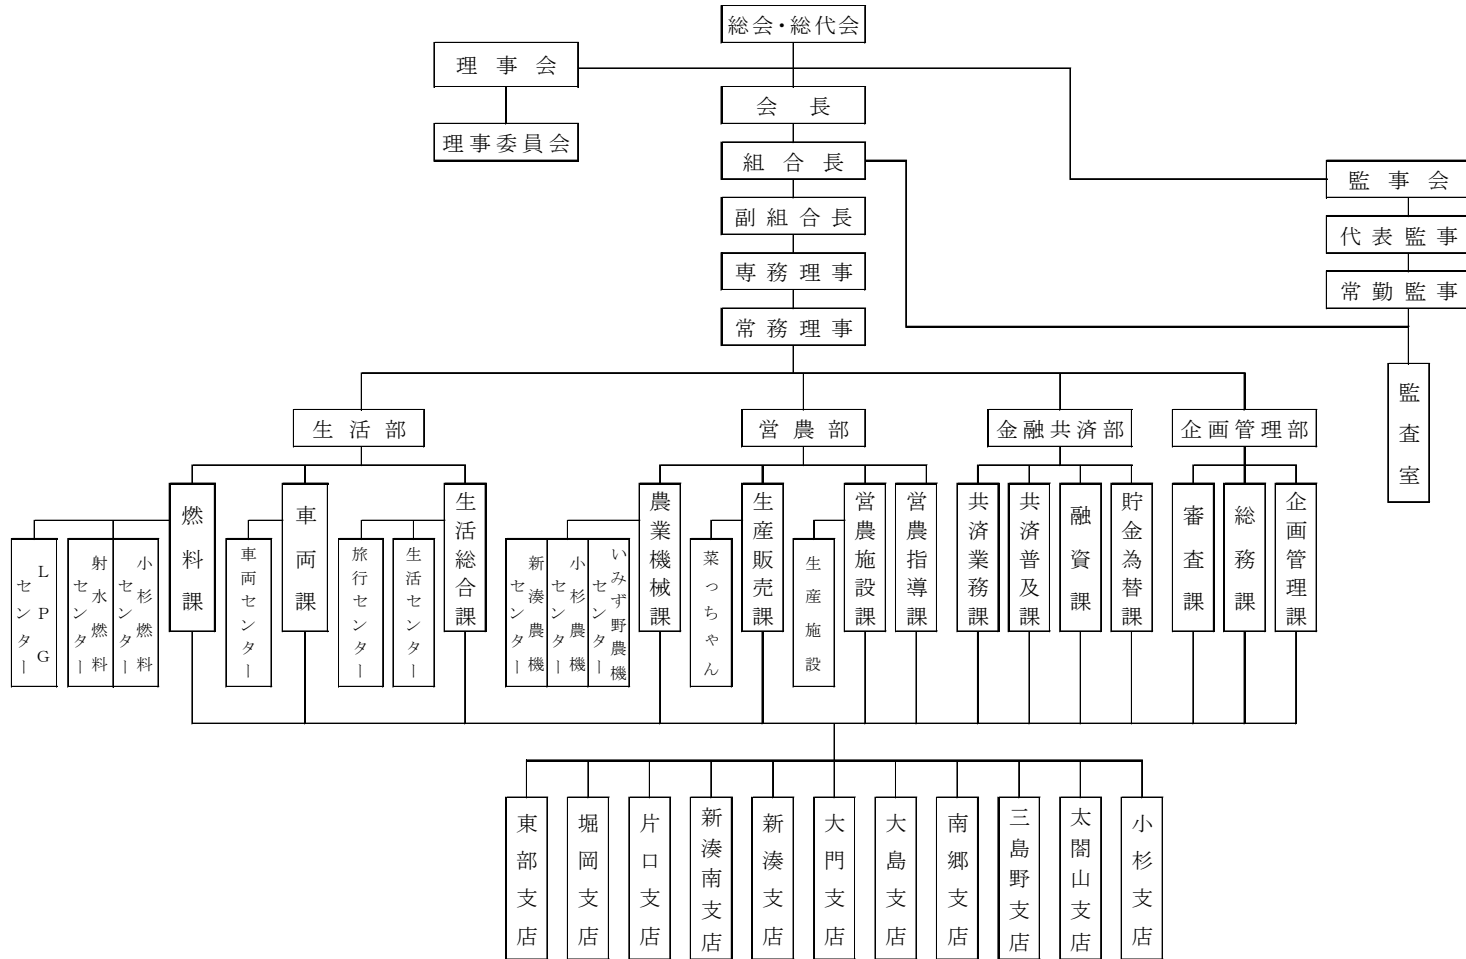 総会・総代会
理事会
理事委員会
会長
組合長
副組合長
専務理事
常務理事
監事会
代表監事
常勤監事
監査室
生活部
営農部
金融共済部
企画管理部
燃料課
車両課
生活総合課
農業機械課
生産販売課
営農施設課
営農指導課
共済業務課
共済普及課
融資課
貯金為替課
審査課
総務課
企画管理課
LPG
センター
射水燃料
センター
小杉燃料
センター
車両センター
旅行センター
生活センター
新湊農機
センター
小杉農機
センター
いみず野農機
センター
菜っちゃん
生産施設
東部支店
堀岡支店
片口支店
新湊南支店
新湊支店
大門支店
大島支店
南郷支店
三島野支店
太閤山支店
小杉支店